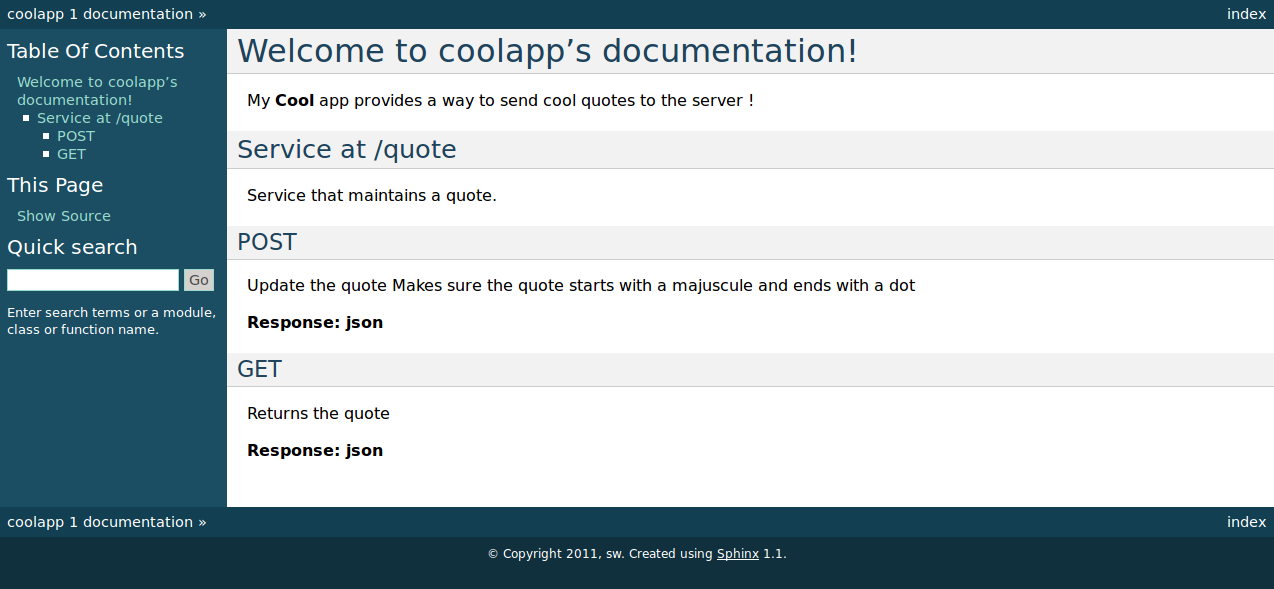 coolapp 1 documentation »
index
Table Of Contents
Welcome to coolapp’s
documentation!
Service at /quote
POST
GET
This Page
Show Source
Quick search
Go
Enter search terms or a module,
class or function name.
Welcome to coolapp’s documentation!
My Cool app provides a way to send cool quotes to the server !
Service at /quote
Service that maintains a quote.
POST
Update the quote Makes sure the quote starts with a majuscule and ends with a dot
Response: json
GET
Returns the quote
Response: json
coolapp 1 documentation »
index
© Copyright 2011, sw. Created using Sphinx 1.1.